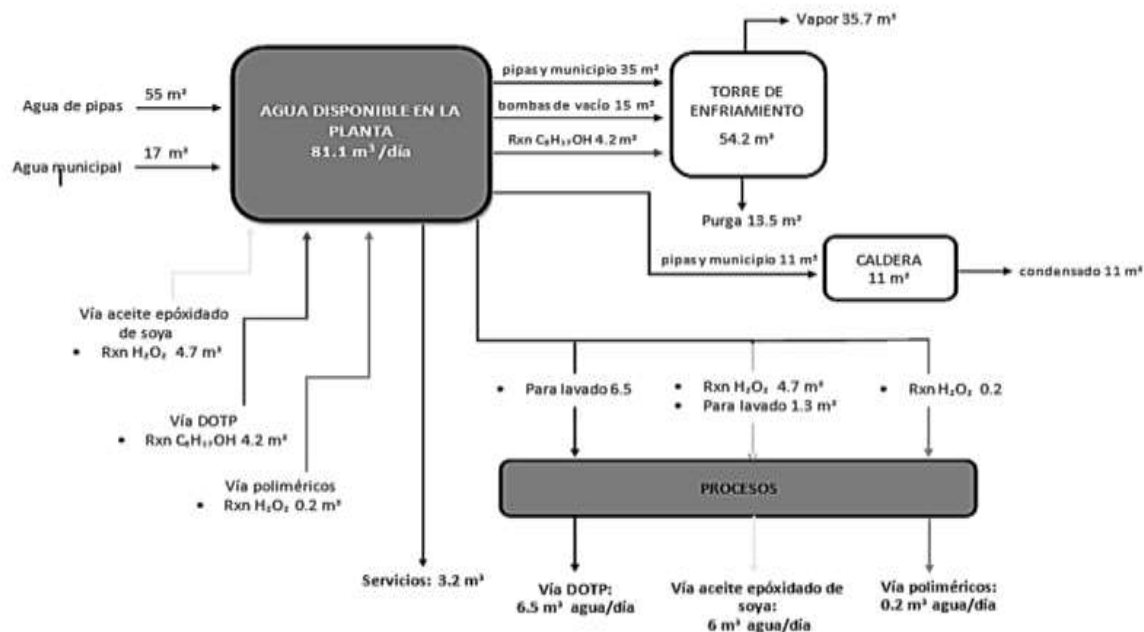 Vapor 35.7 m³
Agua de pipas
55 m³
Agua municipal
17 m³
AGUA DISPONIBLE EN LA
PLANTA
81.1 m³/día
pipas y municipio 35 m³
bombas de vacío 15 m³
Rxn C₈H₁₇OH 4.2 m³
TORRE DE
ENFRIAMIENTO
54.2 m³
Purga 13.5 m³
pipas y municipio 11 m³
CALDERA
11 m³
condensado 11 m³
Vía aceite epóxidado
de soya
• Rxn H₂O₂ 4.7 m³
Vía DOTP
• Rxn C₈H₁₇OH 4.2 m³
Vía poliméricos
• Rxn H₂O₂ 0.2 m³
• Para lavado 6.5
• Rxn H₂O₂ 4.7 m³
• Para lavado 1.3 m³
• Rxn H₂O₂ 0.2
PROCESOS
Servicios: 3.2 m³
Vía DOTP:
6.5 m³ agua/día
Vía aceite epóxidado de
soya:
6 m³ agua/día
Vía poliméricos:
0.2 m³ agua/día